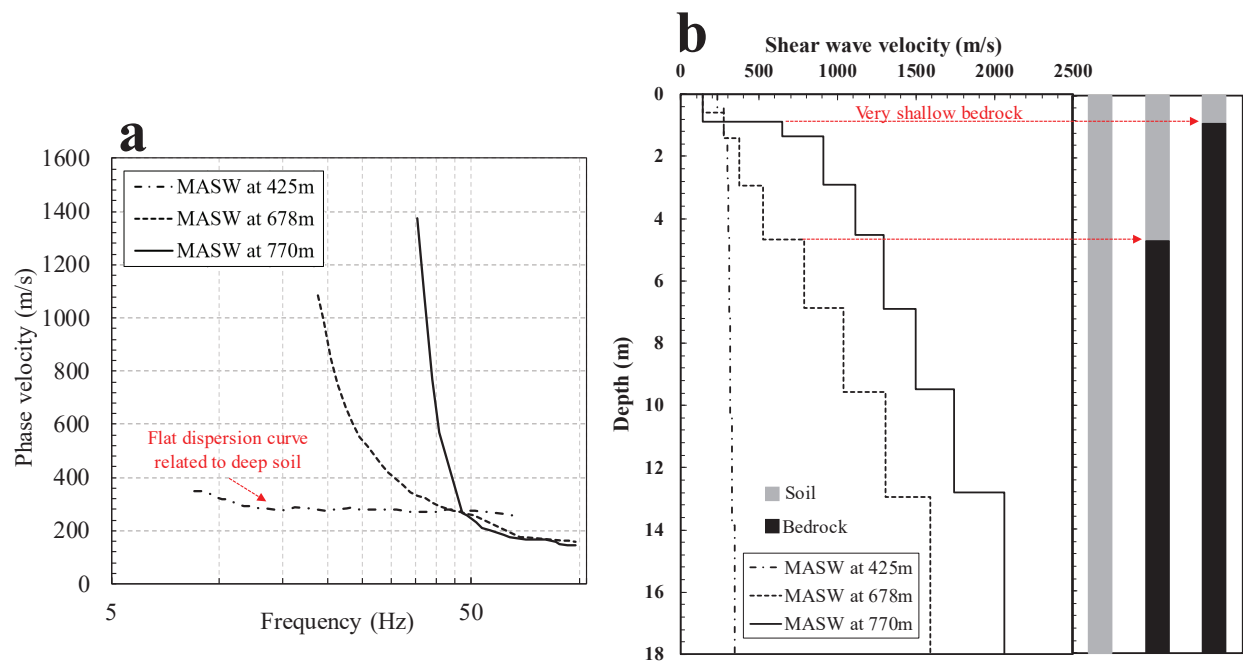 a
1600
1400
1200
1000
800
600
400
200
0
Phase velocity (m/s)
MASW at 425m
MASW at 678m
MASW at 770m
Flat dispersion curve
related to deep soil
5
50
Frequency (Hz)
b
Shear wave velocity (m/s)
0 500 1000 1500 2000 2500
0
2
4
6
8
10
12
14
16
18
Depth (m)
Very shallow bedrock
Soil
Bedrock
MASW at 425m
MASW at 678m
MASW at 770m